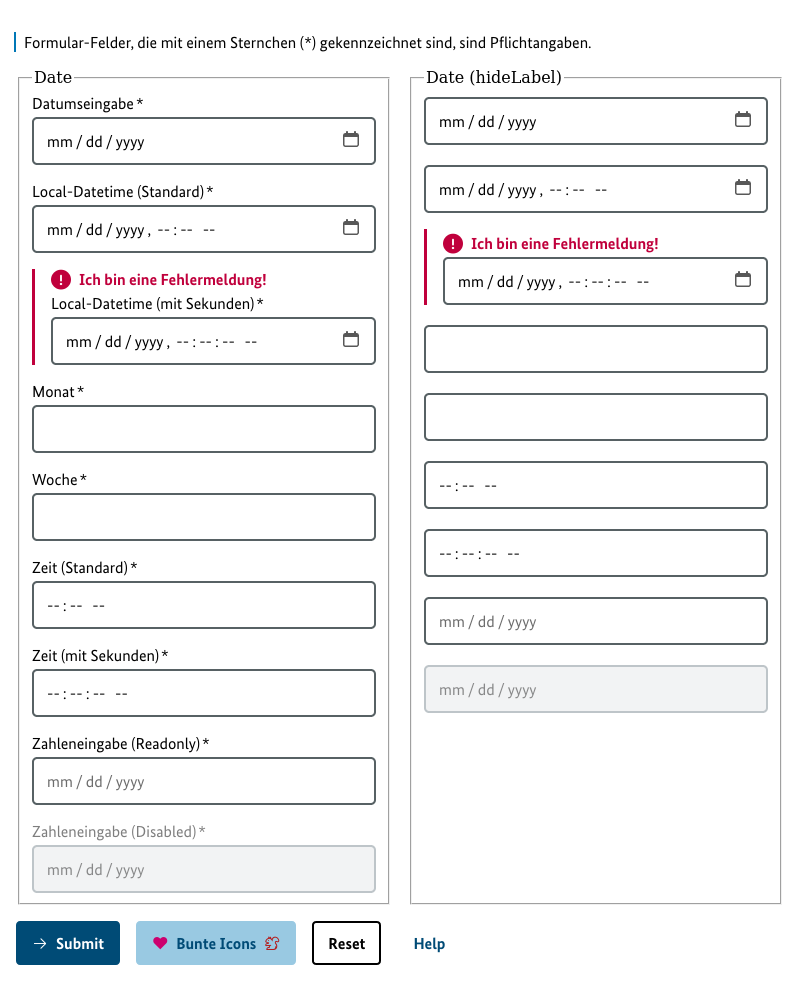 Formular-Felder, die mit einem Sternchen (*) gekennzeichnet sind, sind Pflichtangaben.
Date
Datumseingabe*
mm/dd/yyyy
Local-Datetime (Standard)*
mm/dd/yyyy, --:-- --
Ich bin eine Fehlermeldung!
Local-Datetime (mit Sekunden)*
mm/dd/yyyy, --:--:-- --
Monat*
Woche*
Zeit (Standard)*
--:-- --
Zeit (mit Sekunden)*
--:--:-- --
Zahleneingabe (Readonly)*
mm/dd/yyyy
Zahleneingabe (Disabled)*
mm/dd/yyyy
Date (hideLabel)
mm/dd/yyyy
mm/dd/yyyy, --:-- --
Ich bin eine Fehlermeldung!
mm/dd/yyyy, --:--:-- --
--:-- --
--:--:-- --
mm/dd/yyyy
mm/dd/yyyy
Submit
Bunte Icons
Reset
Help